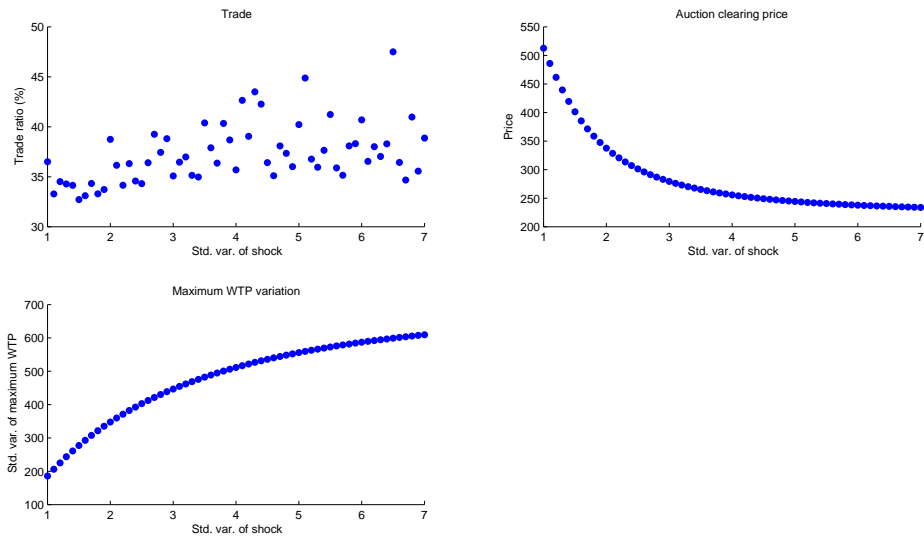 Trade
50
45
40
35
30
Trade ratio (%)
1 2 3 4 5 6 7
Std. var. of shock
Auction clearing price
550
500
450
400
350
300
250
200
Price
1 2 3 4 5 6 7
Std. var. of shock
Maximum WTP variation
700
600
500
400
300
200
100
Std. var. of maximum WTP
1 2 3 4 5 6 7
Std. var. of shock